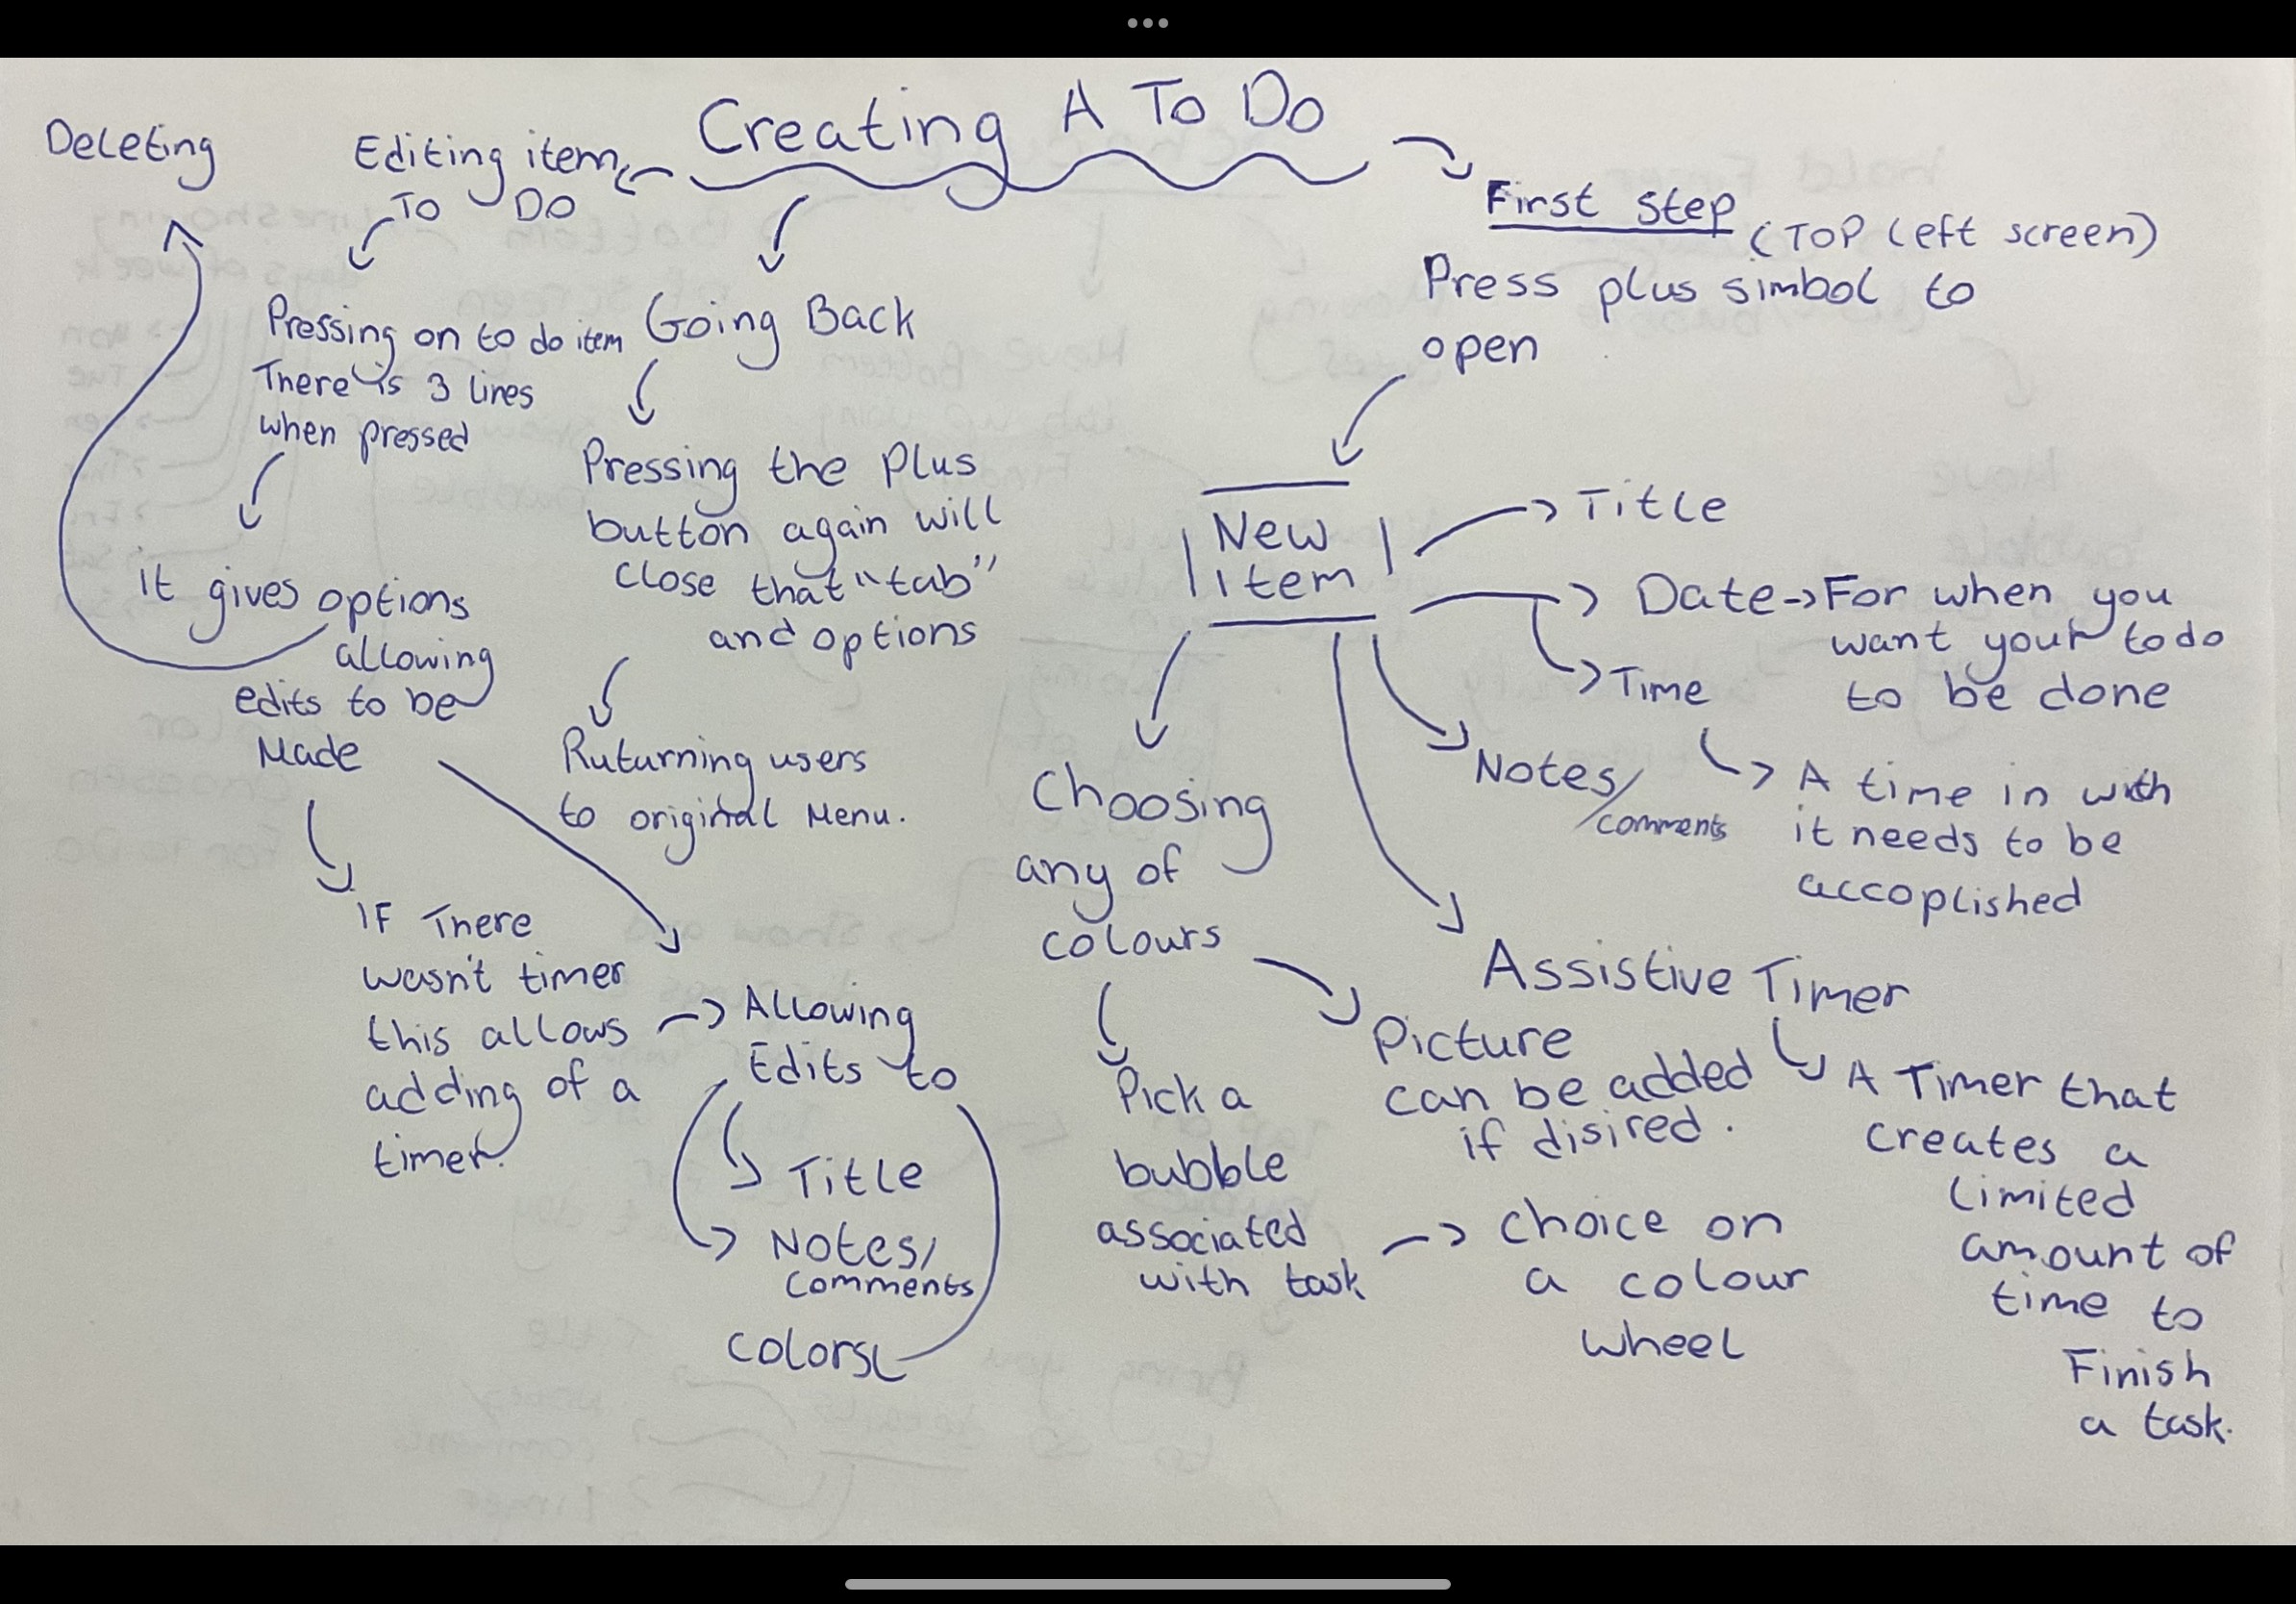 Creating A To Do
First step (TOP Left screen)
Press plus simbol to
open
New
item
Title
Date->For when you
want your todo
to be done
Time
A time in with
it needs to be
accoplished
Notes/
comments
Assistive Timer
A Timer that
creates a
limited
amount of
time to
Finish
a task.
Choosing
any of
colours
Picture
can be added
if disired.
Pick a
bubble
associated
with task
choice on
a colour
wheel
Going Back
Pressing the Plus
button again will
close that "tab"
and options
Ruturning users
to original Menu.
Editing item
To Do
Pressing on to do item
There is 3 lines
when pressed
it gives options
allowing
edits to be
Made
Deleting
IF There
wasn't timer
this allows
adding of a
timer.
Allowing
Edits to
Title
Notes/
comments
colors